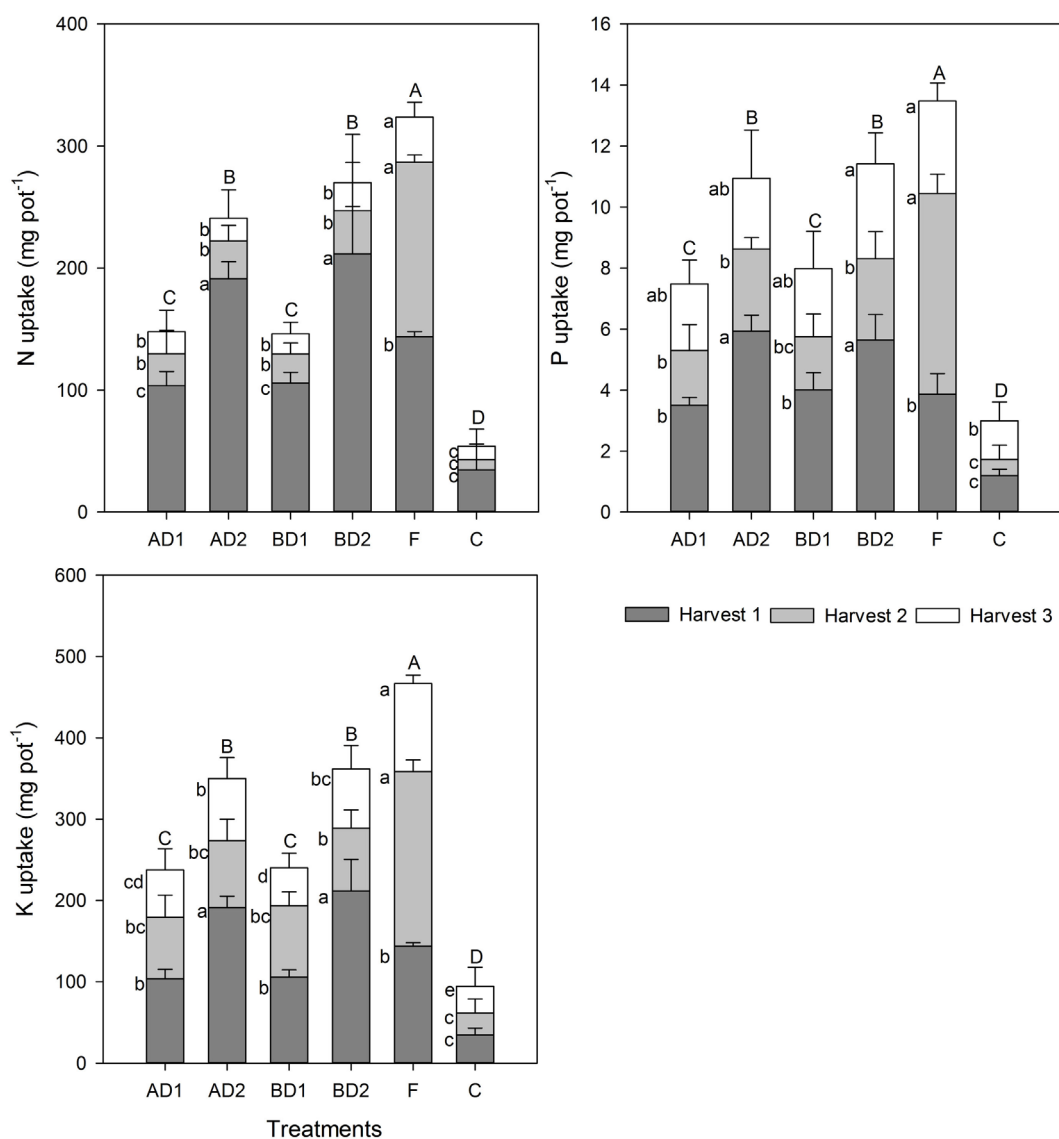 400
300
200
100
0
N uptake (mg pot⁻¹)
C
b
b
c
B
b
b
a
C
b
b
c
B
b
b
a
A
a
a
b
D
c
c
c
AD1 AD2 BD1 BD2 F C
16
14
12
10
8
6
4
2
0
P uptake (mg pot⁻¹)
C
ab
b
b
B
ab
b
a
C
ab
bc
b
B
a
b
a
A
a
a
b
D
b
c
c
AD1 AD2 BD1 BD2 F C
600
500
400
300
200
100
0
K uptake (mg pot⁻¹)
C
cd
bc
b
B
b
bc
a
C
d
bc
b
B
bc
b
a
A
a
a
b
D
e
c
c
AD1 AD2 BD1 BD2 F C
Treatments
Harvest 1 Harvest 2 Harvest 3